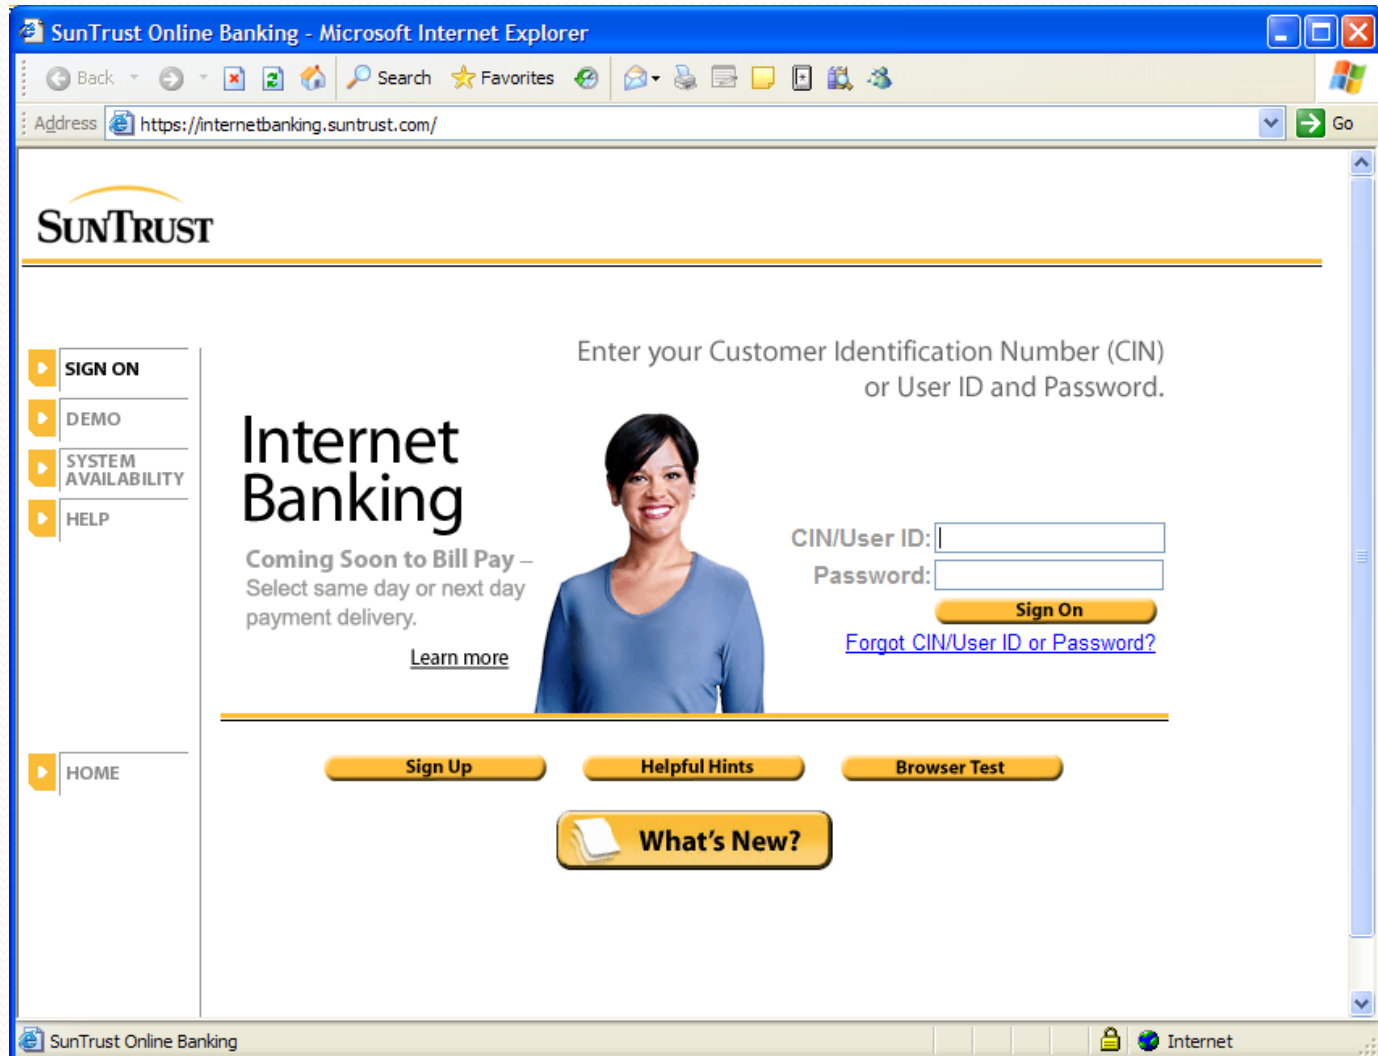 SunTrust Online Banking - Microsoft Internet Explorer
Back Search Favorites
Address https://internetbanking.suntrust.com/ Go
SUNTRUST
Enter your Customer Identification Number (CIN)
or User ID and Password.
SIGN ON
DEMO
SYSTEM
AVAILABILITY
HELP
HOME
Internet
Banking
Coming Soon to Bill Pay –
Select same day or next day
payment delivery.
Learn more
CIN/User ID:
Password:
Sign On
Forgot CIN/User ID or Password?
Sign Up Helpful Hints Browser Test
What's New?
SunTrust Online Banking Internet